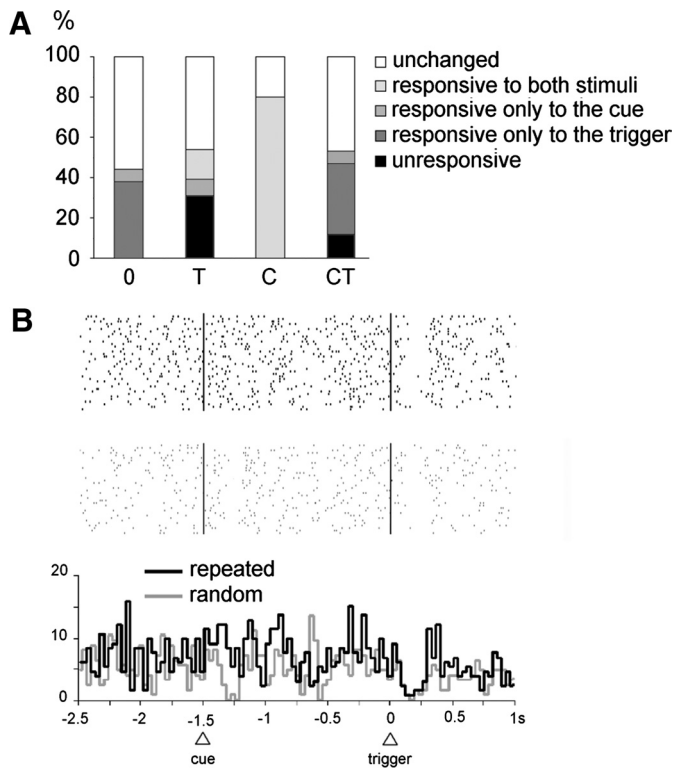 A
%
100
80
60
40
20
0
0 T C CT
unchanged
responsive to both stimuli
responsive only to the cue
responsive only to the trigger
unresponsive
B
20
10
0
repeated
random
-2.5 -2 -1.5 -1 -0.5 0 0.5 1s
cue trigger